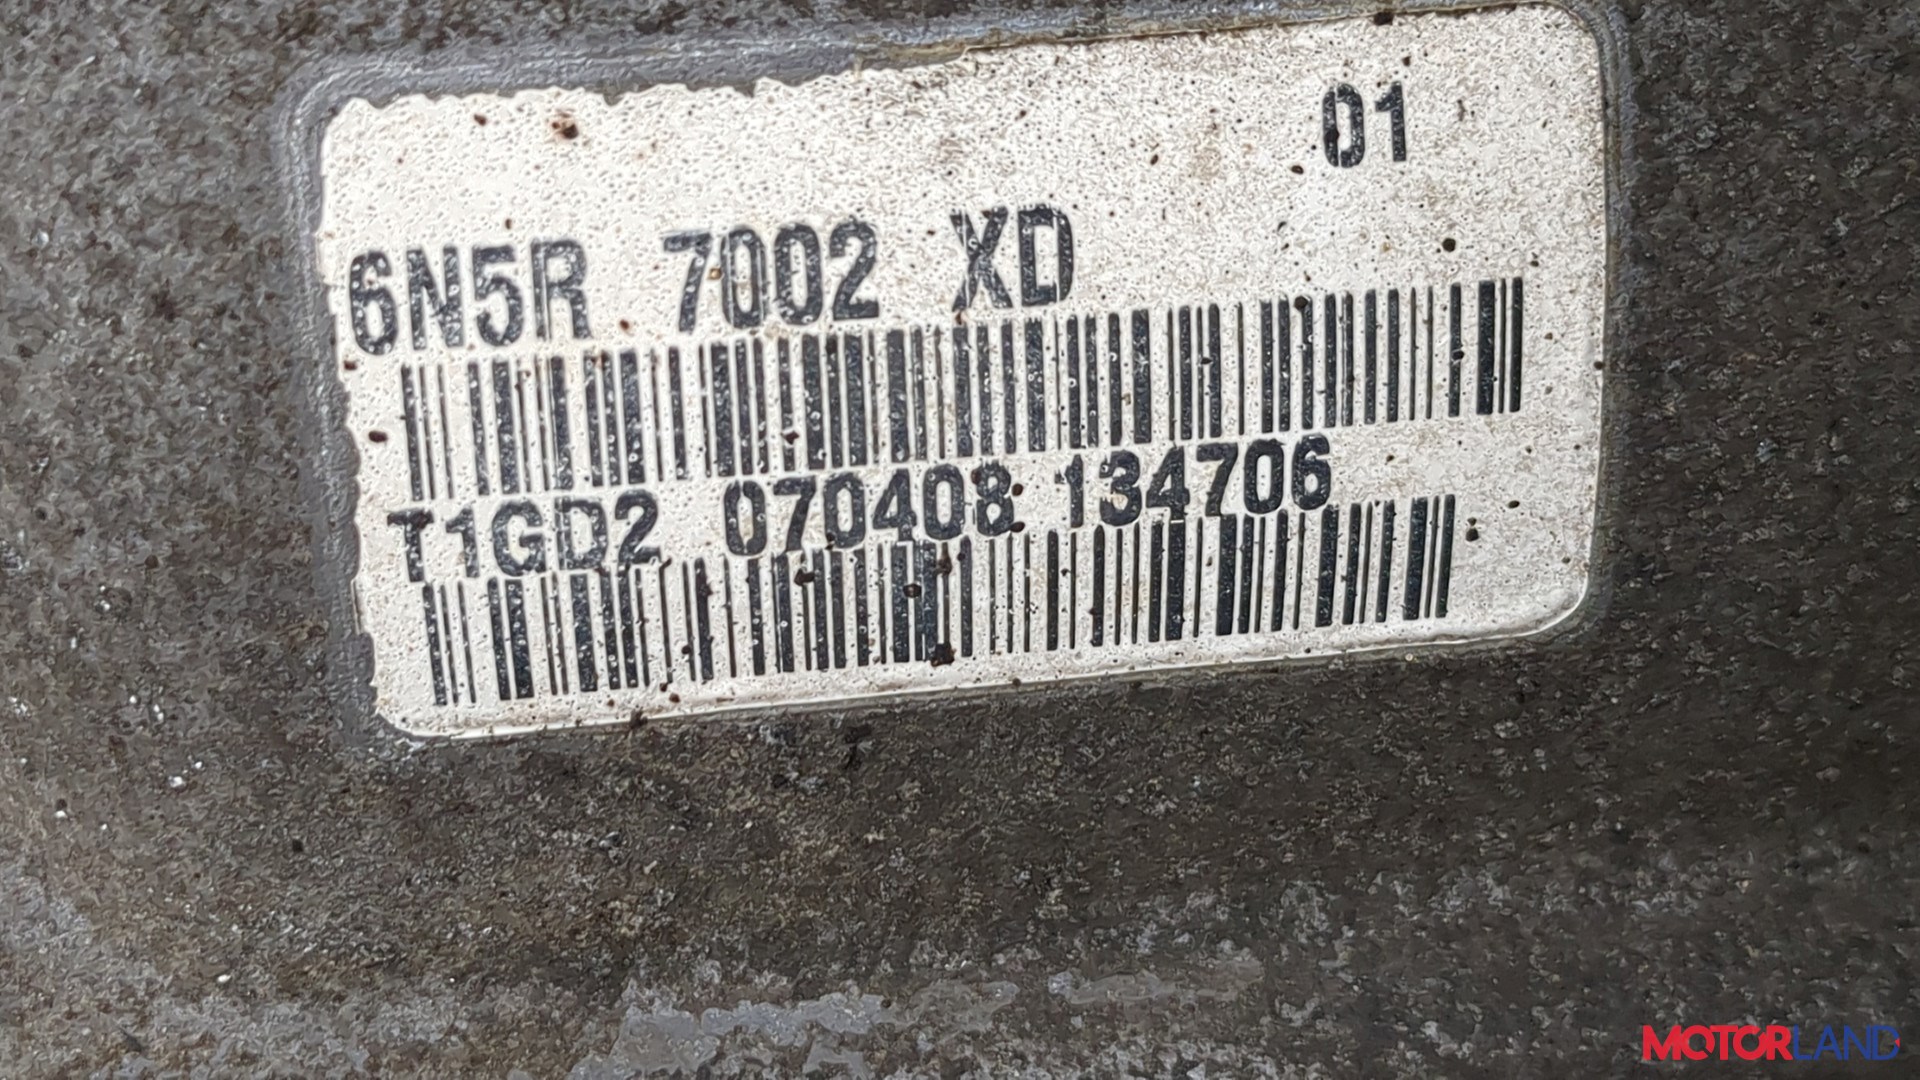 01
6N5R 7002 XD
T1GD2 070408 134706
MOTORLAND